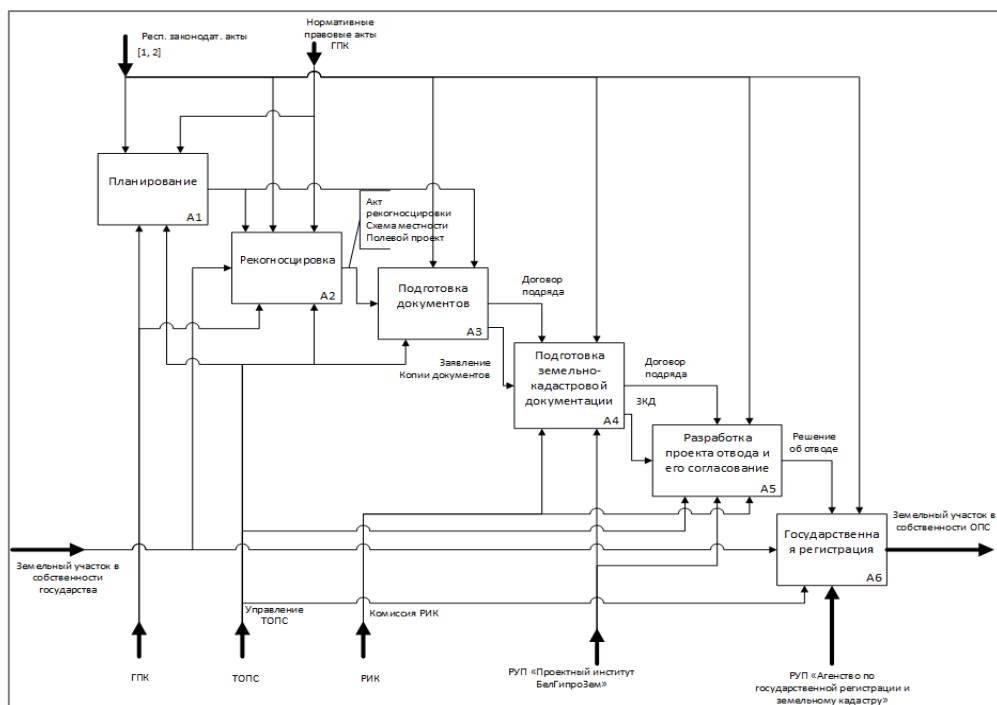 Респ. законодат. акты
[1, 2]
Нормативные
правовые акты
ГПК
Планирование
А1
Акт
рекогносцировки
Схема местности
Полевой проект
Рекогносцировка
А2
Подготовка
документов
А3
Договор
подряда
Заявление
Копии документов
Подготовка
земельно-
кадастровой
документации
А4
Договор
подряда
ЗКД
Разработка
проекта отвода и
его согласование
А5
Решение
об отводе
Государственна
я регистрация
А6
Земельный участок в
собственности ОПС
Земельный участок в
собственности
государства
Управление
ТОПС
Комиссия РИК
ГПК
ТОПС
РИК
РУП «Проектный институт
БелГипроЗем»
РУП «Агенство по
государственной регистрации и
земельному кадастру»